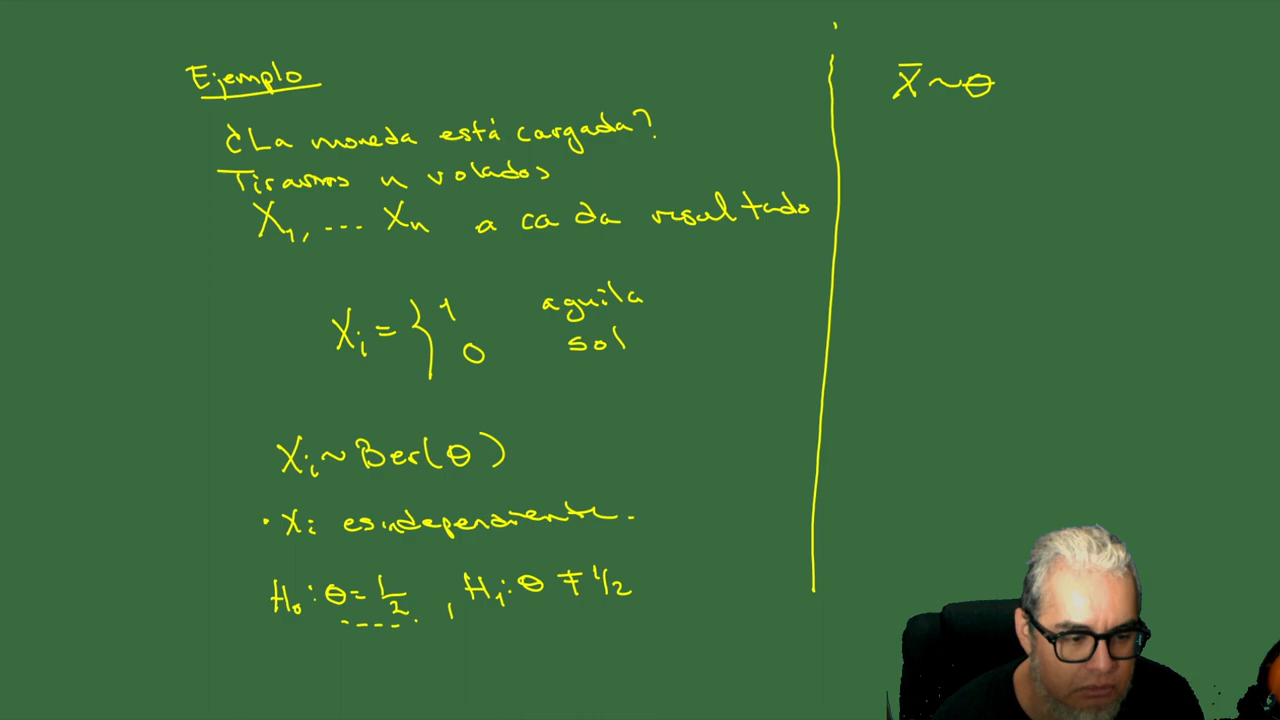 Ejemplo
¿La moneda está cargada?
Tiramos n volados
X₁, ... Xₙ a cada resultado
Xᵢ = { 1 aguila
0 sol
Xᵢ ~ Ber(θ)
· Xᵢ es independiente.
H₀: θ = 1/2, H₁: θ ≠ 1/2
X̄ ~ θ